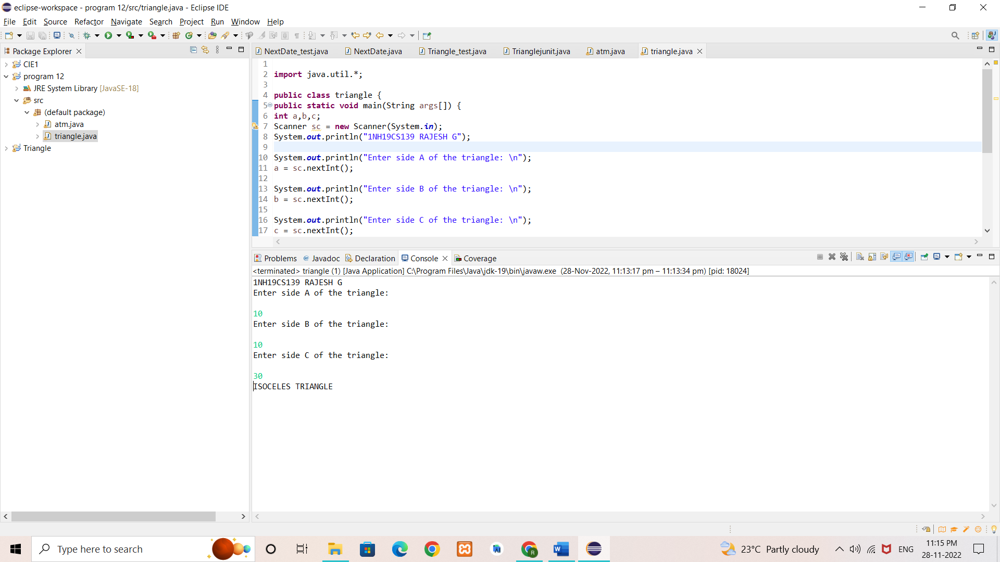 eclipse-workspace - program 12/src/triangle.java - Eclipse IDE
File Edit Source Refactor Navigate Search Project Run Window Help
Package Explorer
CIE1
program 12
JRE System Library [JavaSE-18]
src
(default package)
atm.java
triangle.java
Triangle
NextDate_test.java NextDate.java Triangle_test.java Trianglejunit.java atm.java triangle.java
1
2 import java.util.*;
3
4 public class triangle {
5 public static void main(String args[]) {
6 int a,b,c;
7 Scanner sc = new Scanner(System.in);
8 System.out.println("1NH19CS139 RAJESH G");
9
10 System.out.println("Enter side A of the triangle: \n");
11 a = sc.nextInt();
12
13 System.out.println("Enter side B of the triangle: \n");
14 b = sc.nextInt();
15
16 System.out.println("Enter side C of the triangle: \n");
17 c = sc.nextInt();
Problems @ Javadoc Declaration Console Coverage
<terminated> triangle (1) [Java Application] C:\Program Files\Java\jdk-19\bin\javaw.exe (28-Nov-2022, 11:13:17 pm – 11:13:34 pm) [pid: 18024]
1NH19CS139 RAJESH G
Enter side A of the triangle:
10
Enter side B of the triangle:
10
Enter side C of the triangle:
30
ISOCELES TRIANGLE
Type here to search
23°C Partly cloudy
ENG
11:15 PM
28-11-2022